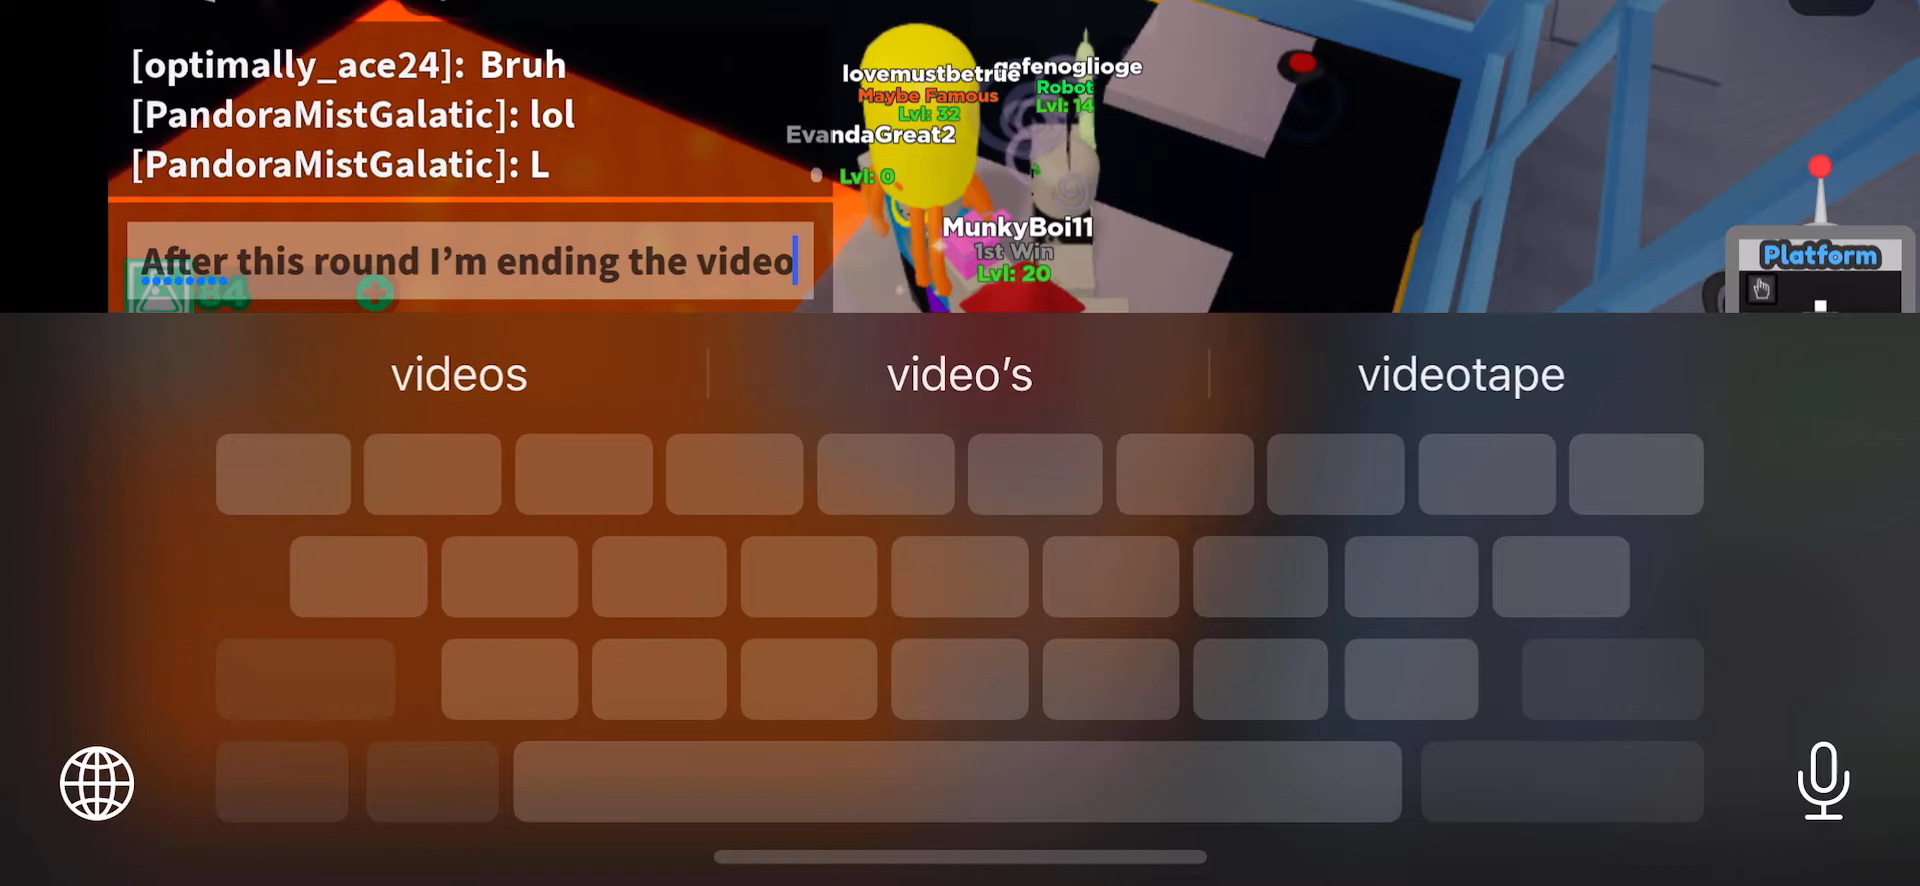 [optimally_ace24]: Bruh
[PandoraMistGalatic]: lol
[PandoraMistGalatic]: L
After this round I'm ending the video
84
lovemustbetrue
Maybe Famous
Lvl: 32
gefenoglioge
Robot
Lvl: 14
EvandaGreat2
Lvl: 0
MunkyBoi11
1st Win
Lvl: 20
Platform
videos
video's
videotape